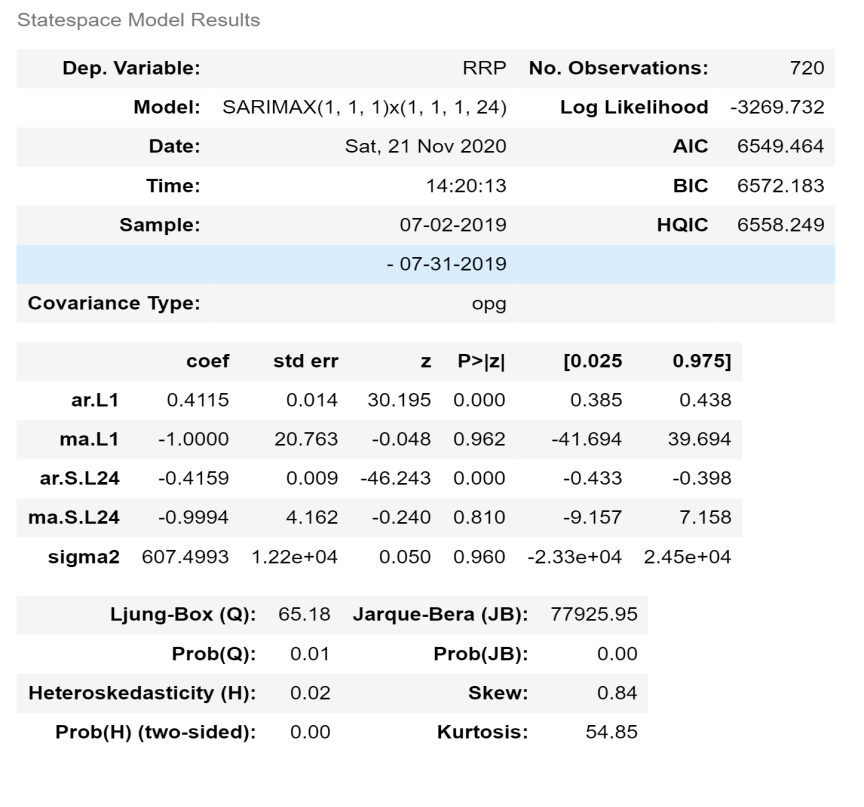 Statespace Model Results
Dep. Variable: RRP No. Observations: 720
Model: SARIMAX(1, 1, 1)x(1, 1, 1, 24) Log Likelihood -3269.732
Date: Sat, 21 Nov 2020 AIC 6549.464
Time: 14:20:13 BIC 6572.183
Sample: 07-02-2019 HQIC 6558.249
- 07-31-2019
Covariance Type: opg
coef std err z P>|z| [0.025 0.975]
ar.L1 0.4115 0.014 30.195 0.000 0.385 0.438
ma.L1 -1.0000 20.763 -0.048 0.962 -41.694 39.694
ar.S.L24 -0.4159 0.009 -46.243 0.000 -0.433 -0.398
ma.S.L24 -0.9994 4.162 -0.240 0.810 -9.157 7.158
sigma2 607.4993 1.22e+04 0.050 0.960 -2.33e+04 2.45e+04
Ljung-Box (Q): 65.18 Jarque-Bera (JB): 77925.95
Prob(Q): 0.01 Prob(JB): 0.00
Heteroskedasticity (H): 0.02 Skew: 0.84
Prob(H) (two-sided): 0.00 Kurtosis: 54.85